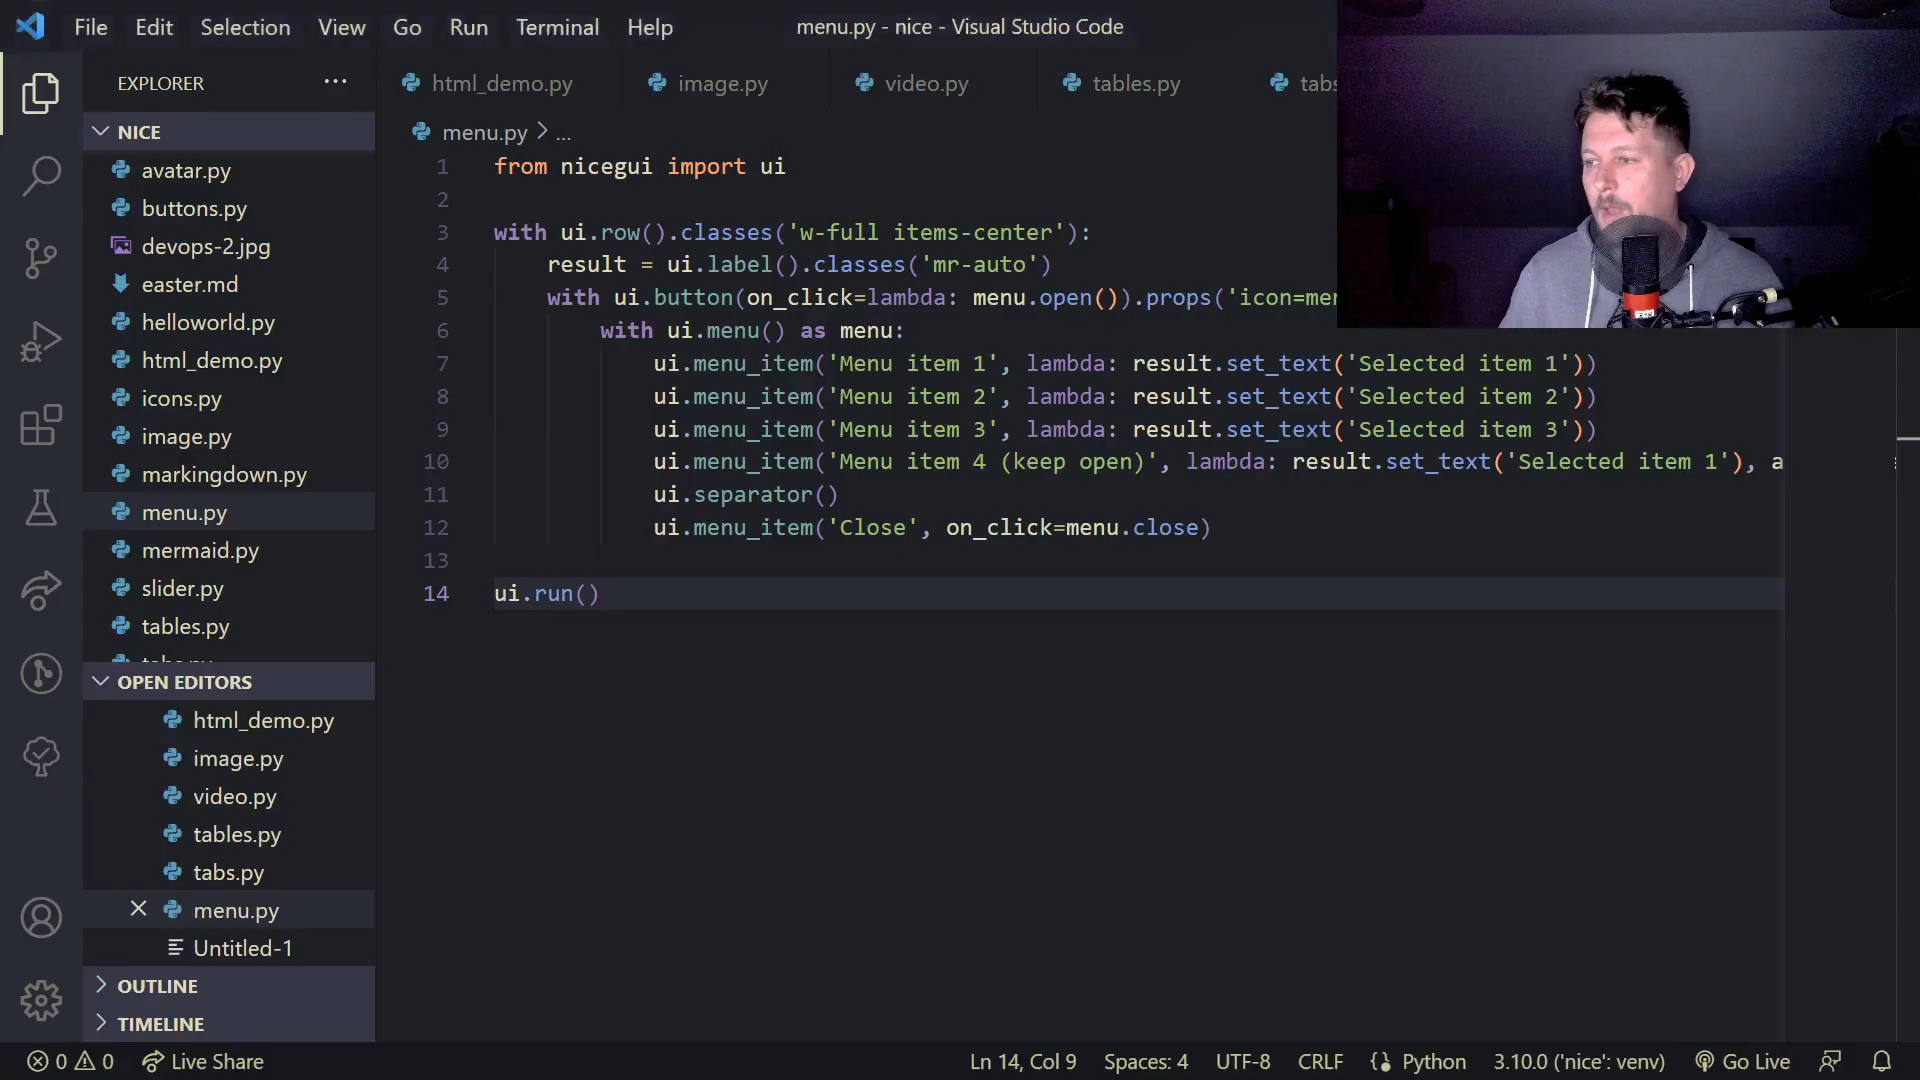 File Edit Selection View Go Run Terminal Help
menu.py - nice - Visual Studio Code
EXPLORER ...
html_demo.py image.py video.py tables.py
NICE
avatar.py
buttons.py
devops-2.jpg
easter.md
helloworld.py
html_demo.py
icons.py
image.py
markingdown.py
menu.py
mermaid.py
slider.py
tables.py
OPEN EDITORS
html_demo.py
image.py
video.py
tables.py
tabs.py
menu.py
Untitled-1
OUTLINE
TIMELINE
menu.py > ...
1 from nicegui import ui
2
3 with ui.row().classes('w-full items-center'):
4 result = ui.label().classes('mr-auto')
5 with ui.button(on_click=lambda: menu.open()).props('icon=
6 with ui.menu() as menu:
7 ui.menu_item('Menu item 1', lambda: result.set_text('Selected item 1'))
8 ui.menu_item('Menu item 2', lambda: result.set_text('Selected item 2'))
9 ui.menu_item('Menu item 3', lambda: result.set_text('Selected item 3'))
10 ui.menu_item('Menu item 4 (keep open)', lambda: result.set_text('Selected item 1'), a
11 ui.separator()
12 ui.menu_item('Close', on_click=menu.close)
13
14 ui.run()
0 0 Live Share Ln 14, Col 9 Spaces: 4 UTF-8 CRLF Python 3.10.0 ('nice': venv) Go Live